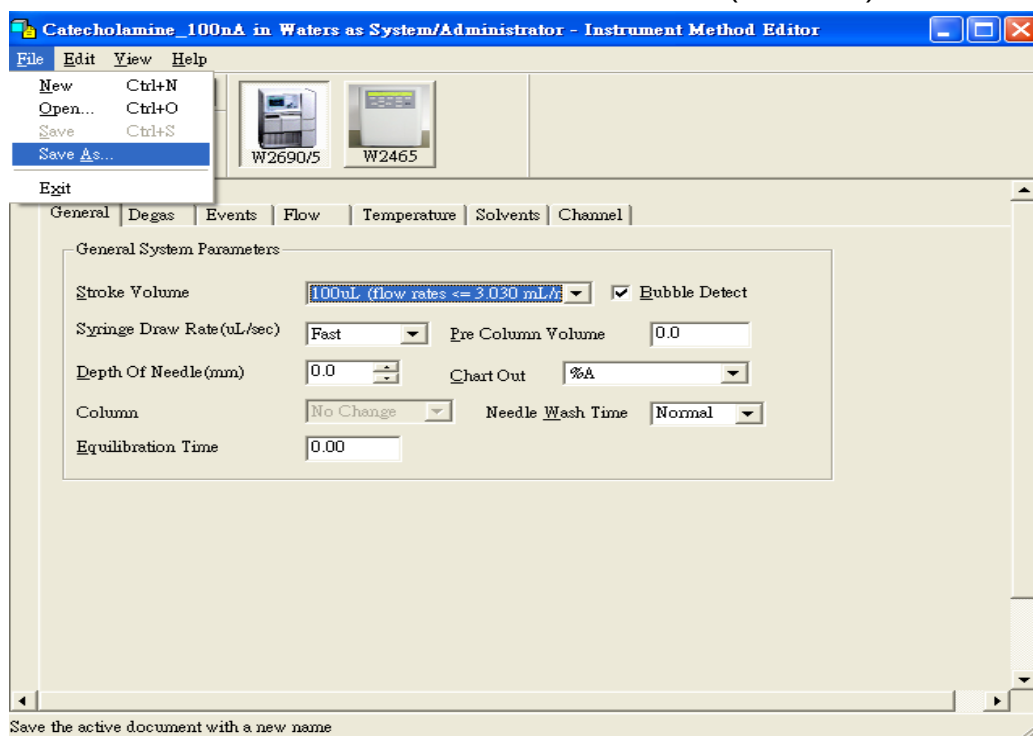 Catecholamine_100nA in Waters as System/Administrator - Instrument Method Editor
File Edit View Help
New Ctrl+N
Open... Ctrl+O
Save Ctrl+S
Save As...
Exit
W2690/5 W2465
General Degas Events Flow Temperature Solvents Channel
General System Parameters
Stroke Volume 100uL (flow rates <= 3.030 mL/r Bubble Detect
Syringe Draw Rate(uL/sec) Fast Pre Column Volume 0.0
Depth Of Needle(mm) 0.0 Chart Out %A
Column No Change Needle Wash Time Normal
Equilibration Time 0.00
Save the active document with a new name